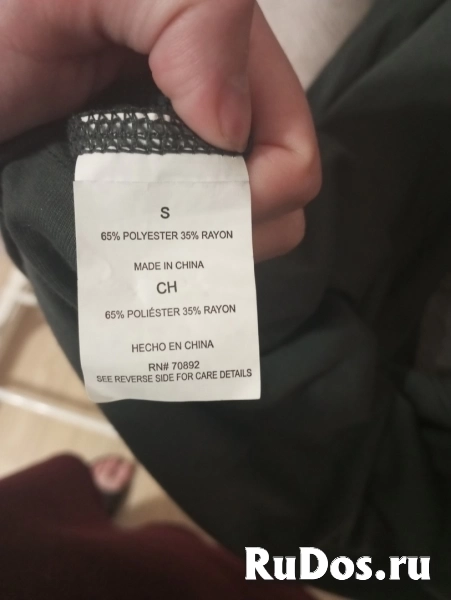 S
65% POLYESTER 35% RAYON
MADE IN CHINA
CH
65% POLIÉSTER 35% RAYON
HECHO EN CHINA
RN# 70892
SEE REVERSE SIDE FOR CARE DETAILS
RuDos.ru